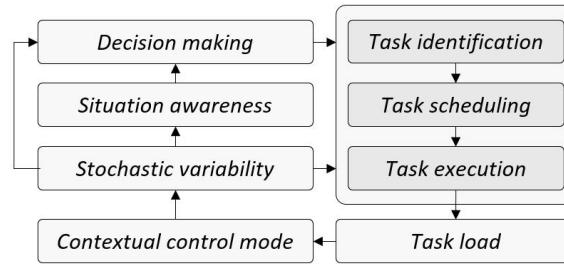 Decision making
Task identification
Situation awareness
Task scheduling
Stochastic variability
Task execution
Contextual control mode
Task load